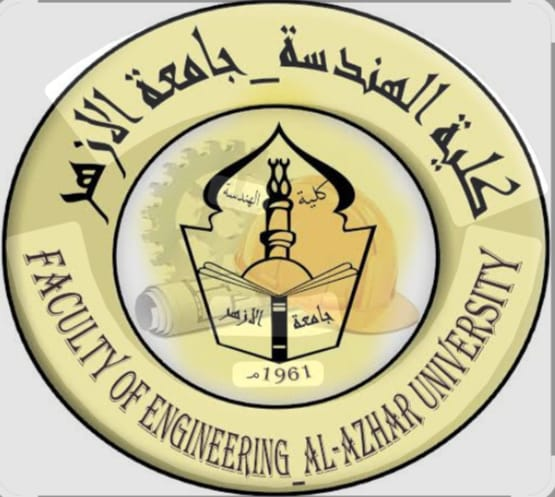 كلية الهندسة_جامعة الازهر
كلية الهندسة
جامعة الازهر
1961م
FACULTY OF ENGINEERING_AL-AZHAR UNIVERSITY